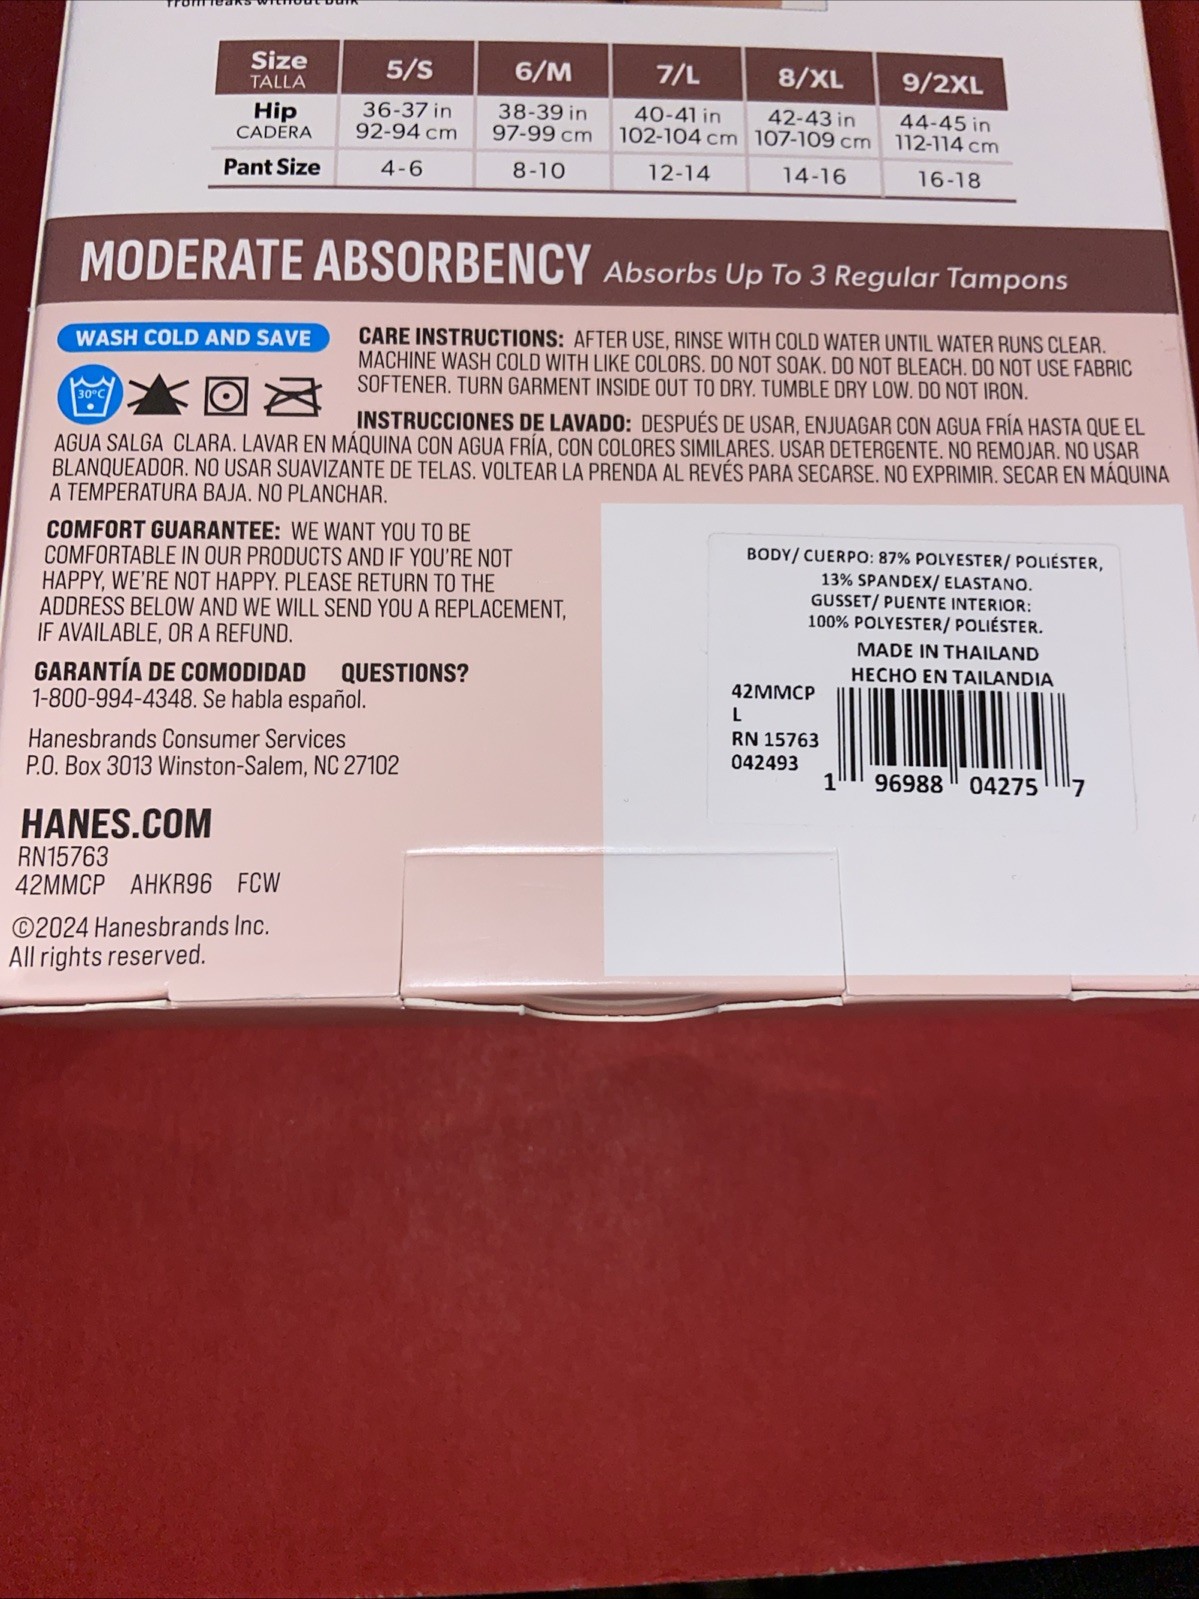 from leaks without bulk
Size 5/S 6/M 7/L 8/XL 9/2XL
TALLA
Hip 36-37 in 38-39 in 40-41 in 42-43 in 44-45 in
CADERA 92-94 cm 97-99 cm 102-104 cm 107-109 cm 112-114 cm
Pant Size 4-6 8-10 12-14 14-16 16-18
MODERATE ABSORBENCY Absorbs Up To 3 Regular Tampons
WASH COLD AND SAVE
30°C
CARE INSTRUCTIONS: AFTER USE, RINSE WITH COLD WATER UNTIL WATER RUNS CLEAR.
MACHINE WASH COLD WITH LIKE COLORS. DO NOT SOAK. DO NOT BLEACH. DO NOT USE FABRIC
SOFTENER. TURN GARMENT INSIDE OUT TO DRY. TUMBLE DRY LOW. DO NOT IRON.
INSTRUCCIONES DE LAVADO: DESPUÉS DE USAR, ENJUAGAR CON AGUA FRÍA HASTA QUE EL
AGUA SALGA CLARA. LAVAR EN MÁQUINA CON AGUA FRÍA, CON COLORES SIMILARES. USAR DETERGENTE. NO REMOJAR. NO USAR
BLANQUEADOR. NO USAR SUAVIZANTE DE TELAS. VOLTEAR LA PRENDA AL REVÉS PARA SECARSE. NO EXPRIMIR. SECAR EN MÁQUINA
A TEMPERATURA BAJA. NO PLANCHAR.
COMFORT GUARANTEE: WE WANT YOU TO BE
COMFORTABLE IN OUR PRODUCTS AND IF YOU'RE NOT
HAPPY, WE'RE NOT HAPPY. PLEASE RETURN TO THE
ADDRESS BELOW AND WE WILL SEND YOU A REPLACEMENT,
IF AVAILABLE, OR A REFUND.
GARANTÍA DE COMODIDAD QUESTIONS?
1-800-994-4348. Se habla español.
Hanesbrands Consumer Services
P.O. Box 3013 Winston-Salem, NC 27102
HANES.COM
RN15763
42MMCP AHKR96 FCW
©2024 Hanesbrands Inc.
All rights reserved.
BODY/ CUERPO: 87% POLYESTER/ POLIÉSTER,
13% SPANDEX/ ELASTANO.
GUSSET/ PUENTE INTERIOR:
100% POLYESTER/ POLIÉSTER.
MADE IN THAILAND
HECHO EN TAILANDIA
42MMCP
L
RN 15763
042493
1 96988 04275 7